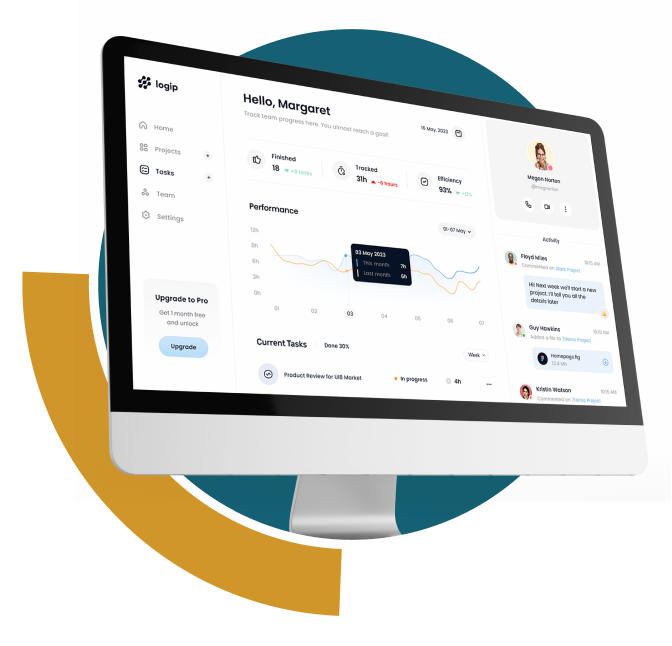 logip
Home
Projects
Tasks
Team
Settings
Upgrade to Pro
Get 1 month free
and unlock
Upgrade
Hello, Margaret
Track team progress here. You almost reach a goal!
16 May, 2023
Finished
18
+8 tasks
Tracked
31h
-6 hours
Efficiency
93%
+12%
Performance
01-07 May
12h
8h
6h
3h
0h
03 May 2023
This month
7h
Last month
6h
01
02
03
04
05
06
07
Current Tasks
Done 30%
Week
Product Review for UI8 Market
In progress
4h
Megan Norton
@megnorton
Activity
Floyd Miles
10:15 AM
Commented on Stark Project
Hi! Next week we'll start a new
project. I'll tell you all the
details later
Guy Hawkins
10:15 AM
Added a file to 7Heros Project
Homepage.fig
13.4 Mb
Kristin Watson
10:15 AM
Commented on 7Heros Project